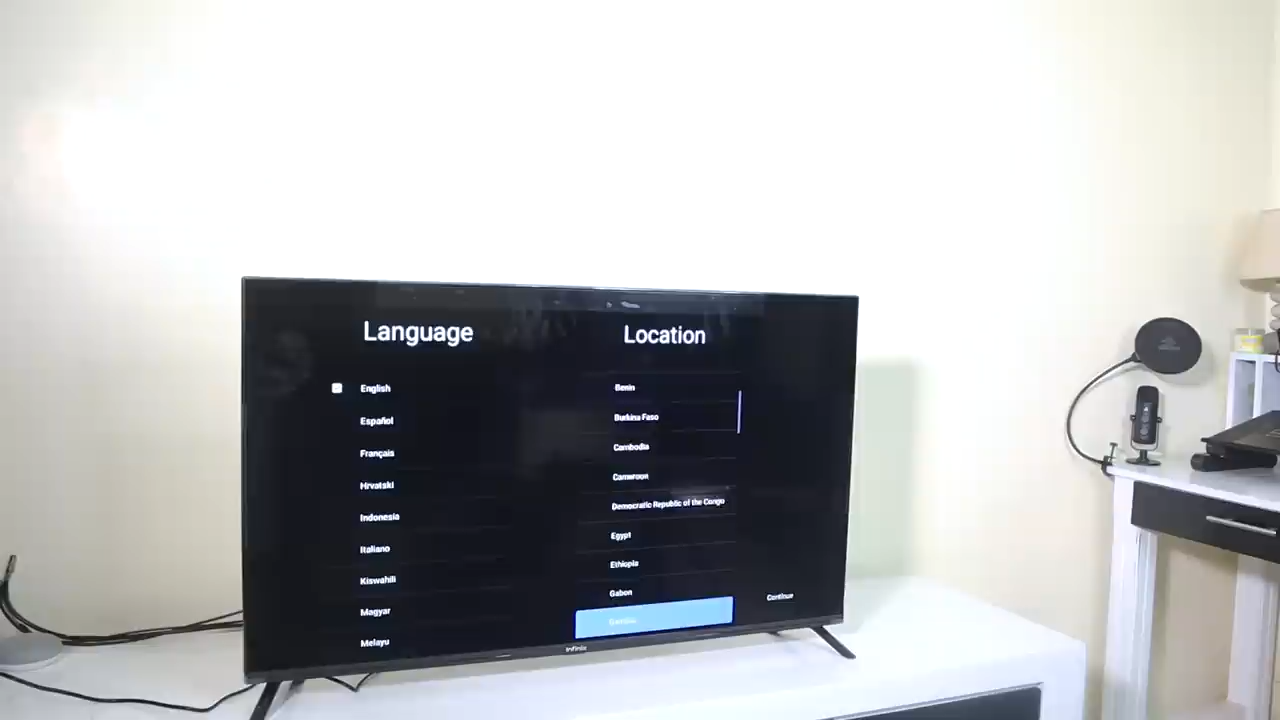 Language
English
Español
Français
Hrvatski
Indonesia
Italiano
Kiswahili
Magyar
Melayu
Location
Benin
Burkina Faso
Cambodia
Cameroon
Democratic Republic of the Congo
Egypt
Ethiopia
Gabon
Continue
Infinix